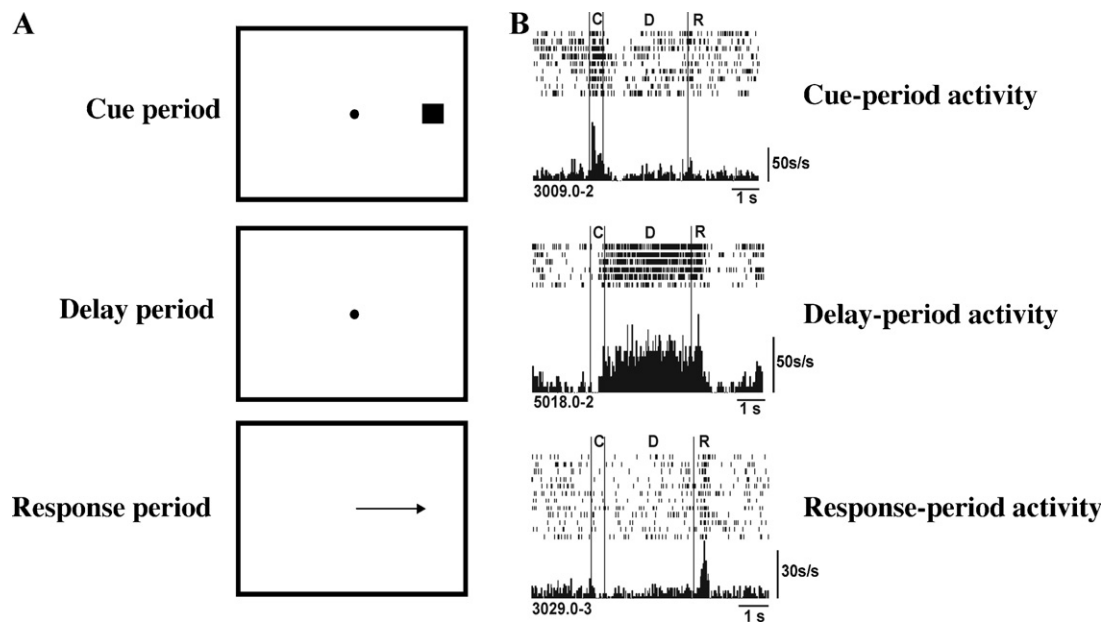 A
Cue period
Delay period
Response period
B
C D R
50s/s
1 s
3009.0-2
Cue-period activity
C D R
50s/s
1 s
5018.0-2
Delay-period activity
C D R
30s/s
1 s
3029.0-3
Response-period activity